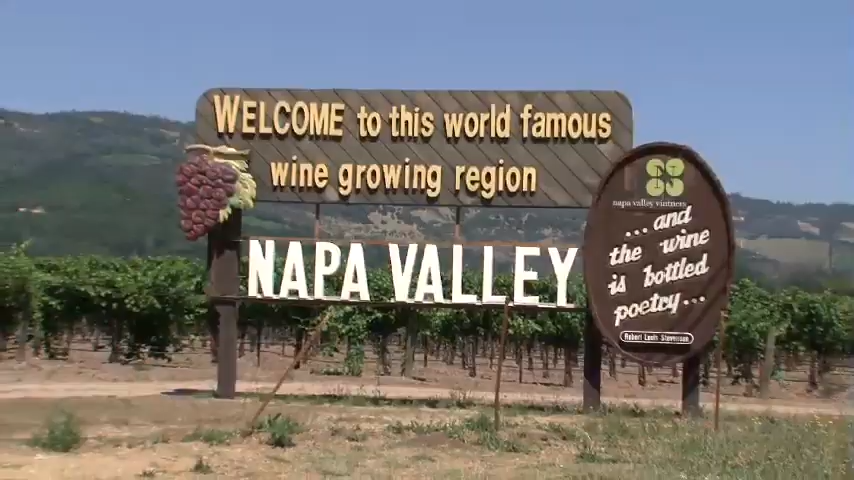 WELCOME to this world famous
wine growing region
NAPA VALLEY
napa valley vintners
... and
the wine
is bottled
poetry...
Robert Louis Stevenson